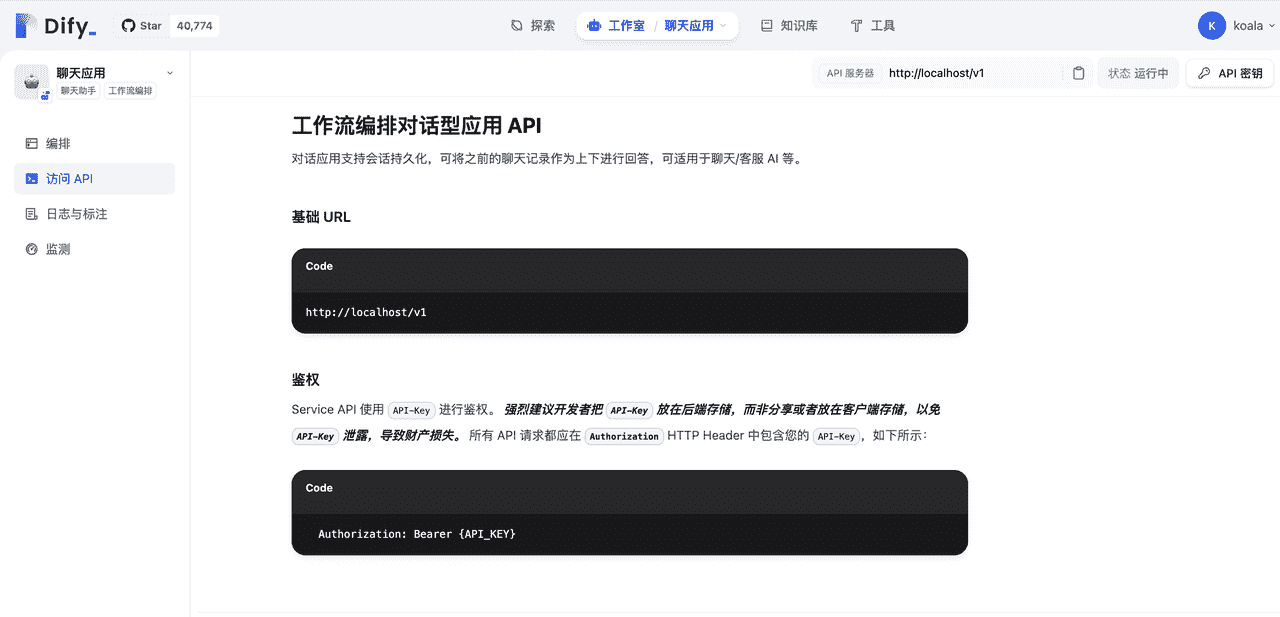 Dify_
Star 40,774
探索
工作室 / 聊天应用
知识库
工具
K koala
聊天应用
聊天助手 工作流编排
API 服务器 http://localhost/v1
状态 运行中
API 密钥
编排
访问 API
日志与标注
监测
工作流编排对话型应用 API
对话应用支持会话持久化，可将之前的聊天记录作为上下进行回答，可适用于聊天/客服 AI 等。
基础 URL
Code
http://localhost/v1
鉴权
Service API 使用 API-Key 进行鉴权。 强烈建议开发者把 API-Key 放在后端存储，而非分享或者放在客户端存储，以免
API-Key 泄露，导致财产损失。 所有 API 请求都应在 Authorization HTTP Header 中包含您的 API-Key，如下所示：
Code
Authorization: Bearer {API_KEY}